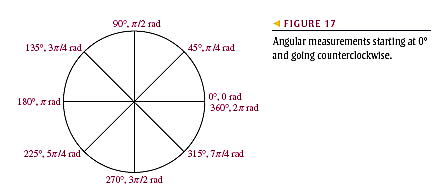 90°, π/2 rad
◀ FIGURE 17
Angular measurements starting at 0°
and going counterclockwise.
135°, 3π/4 rad
45°, π/4 rad
180°, π rad
0°, 0 rad
360°, 2π rad
225°, 5π/4 rad
315°, 7π/4 rad
270°, 3π/2 rad